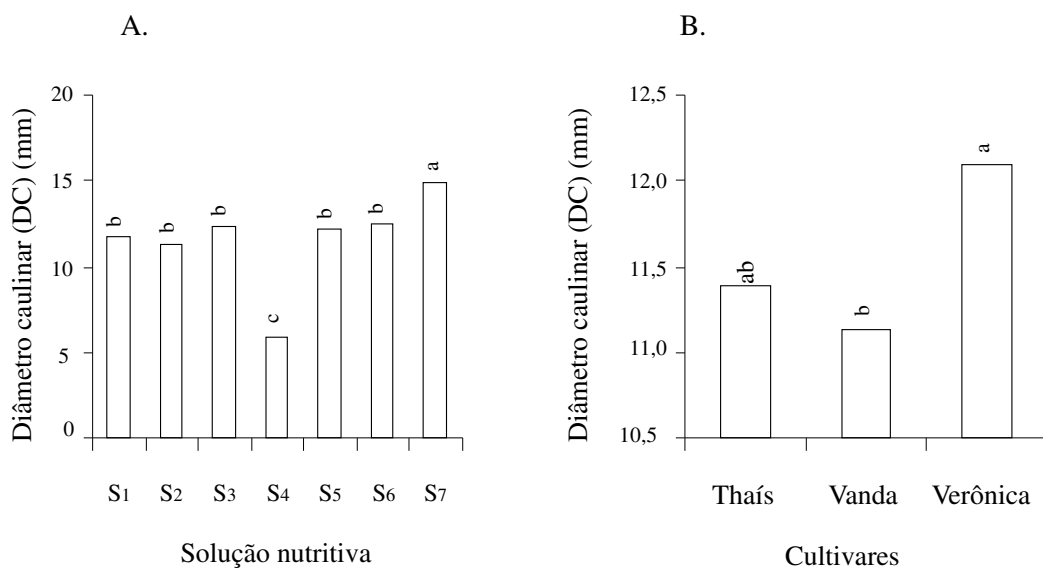 A.
Diâmetro caulinar (DC) (mm)
20
15
10
5
0
b
b
b
c
b
b
a
S1 S2 S3 S4 S5 S6 S7
Solução nutritiva
B.
Diâmetro caulinar (DC) (mm)
12,5
12,0
11,5
11,0
10,5
ab
b
a
Thaís Vanda Verônica
Cultivares